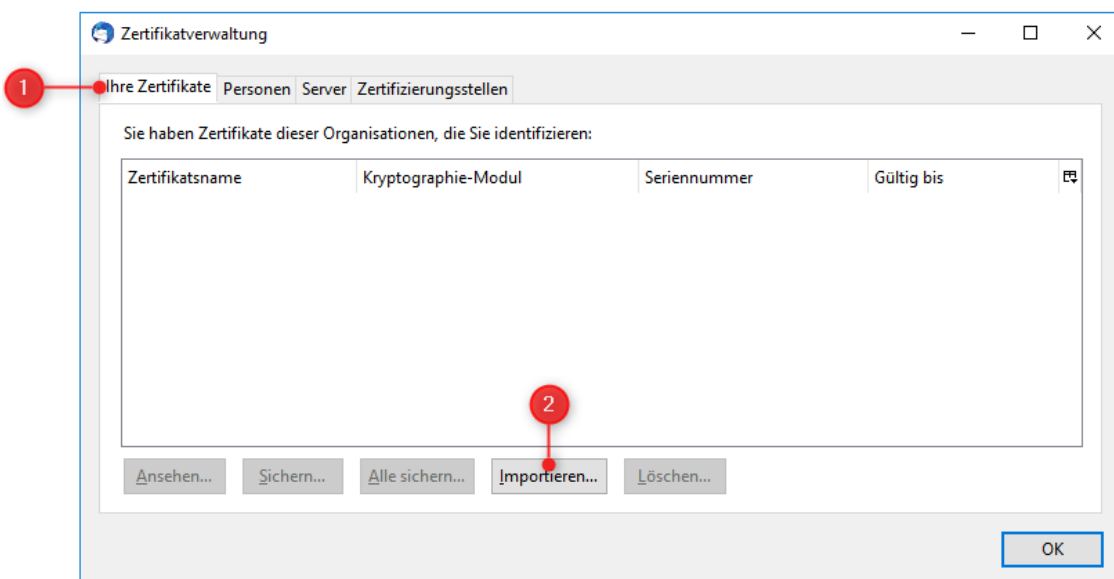 Zertifikatverwaltung
1
Ihre Zertifikate Personen Server Zertifizierungsstellen
Sie haben Zertifikate dieser Organisationen, die Sie identifizieren:
Zertifikatsname Kryptographie-Modul Seriennummer Gültig bis
2
Ansehen... Sichern... Alle sichern... Importieren... Löschen...
OK